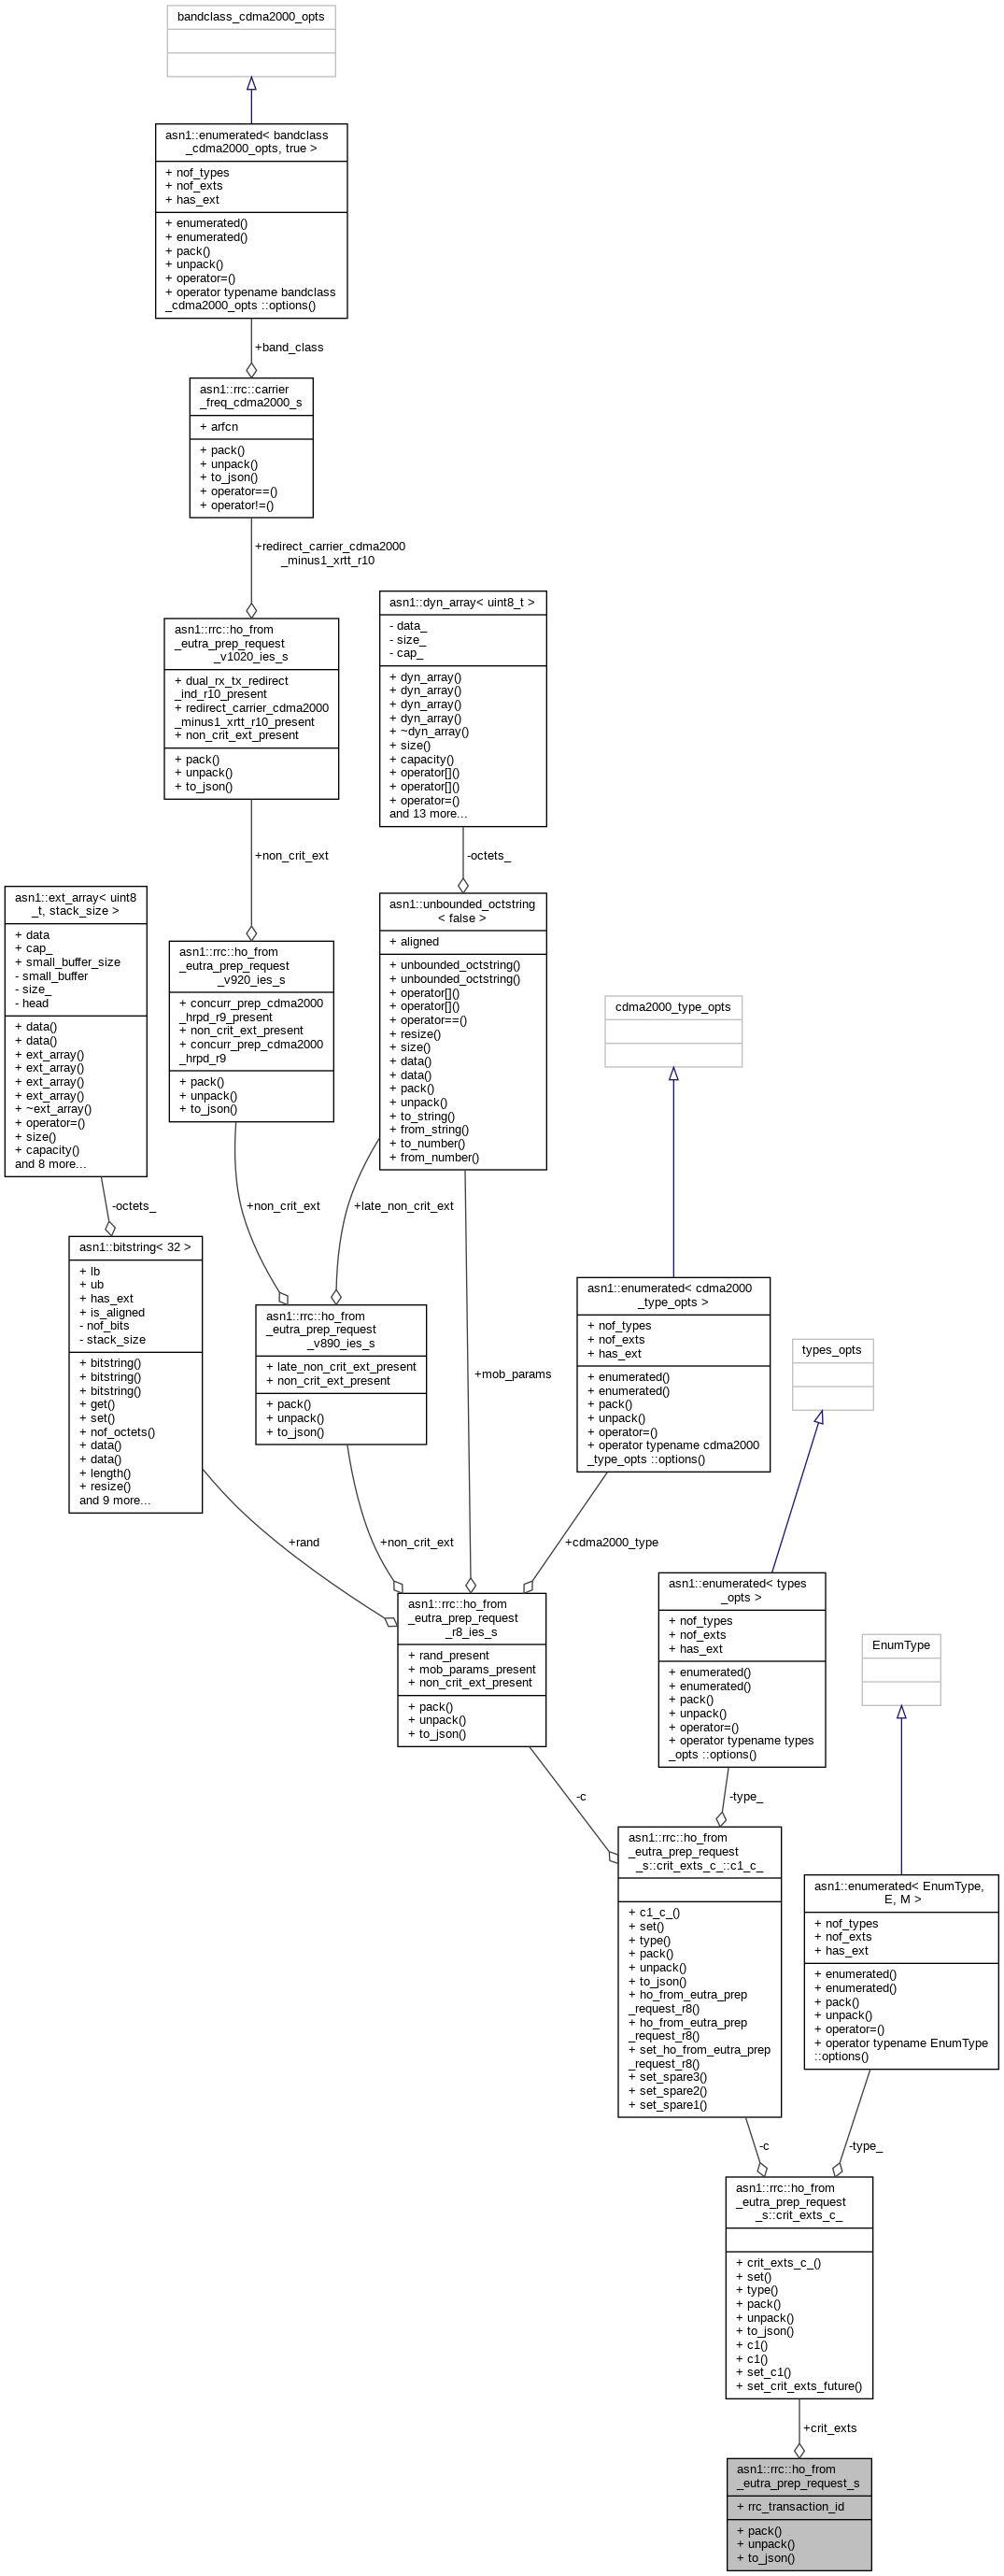 bandclass_cdma2000_opts
asn1::enumerated< bandclass
_cdma2000_opts, true >
+ nof_types
+ nof_exts
+ has_ext
+ enumerated()
+ enumerated()
+ pack()
+ unpack()
+ operator=()
+ operator typename bandclass
_cdma2000_opts ::options()
+band_class
asn1::rrc::carrier
_freq_cdma2000_s
+ arfcn
+ pack()
+ unpack()
+ to_json()
+ operator==()
+ operator!=()
+redirect_carrier_cdma2000
_minus1_xrtt_r10
asn1::rrc::ho_from
_eutra_prep_request
_v1020_ies_s
+ dual_rx_tx_redirect
_ind_r10_present
+ redirect_carrier_cdma2000
_minus1_xrtt_r10_present
+ non_crit_ext_present
+ pack()
+ unpack()
+ to_json()
+non_crit_ext
asn1::dyn_array< uint8_t >
- data_
- size_
- cap_
+ dyn_array()
+ dyn_array()
+ dyn_array()
+ dyn_array()
+ ~dyn_array()
+ size()
+ capacity()
+ operator[]()
+ operator[]()
+ operator=()
and 13 more...
-octets_
asn1::ext_array< uint8
_t, stack_size >
+ data
+ cap_
+ small_buffer_size
- small_buffer
- size_
- head
+ data()
+ data()
+ ext_array()
+ ext_array()
+ ext_array()
+ ext_array()
+ ~ext_array()
+ operator=()
+ size()
+ capacity()
and 8 more...
-octets_
asn1::rrc::ho_from
_eutra_prep_request
_v920_ies_s
+ concurr_prep_cdma2000
_hrpd_r9_present
+ non_crit_ext_present
+ concurr_prep_cdma2000
_hrpd_r9
+ pack()
+ unpack()
+ to_json()
+non_crit_ext
asn1::unbounded_octstring
< false >
+ aligned
+ unbounded_octstring()
+ unbounded_octstring()
+ operator[]()
+ operator[]()
+ operator==()
+ resize()
+ size()
+ data()
+ data()
+ pack()
+ unpack()
+ to_string()
+ from_string()
+ to_number()
+ from_number()
+late_non_crit_ext
+mob_params
cdma2000_type_opts
asn1::bitstring< 32 >
+ lb
+ ub
+ has_ext
+ is_aligned
- nof_bits
- stack_size
+ bitstring()
+ bitstring()
+ bitstring()
+ get()
+ set()
+ nof_octets()
+ data()
+ data()
+ length()
+ resize()
and 9 more...
+rand
asn1::rrc::ho_from
_eutra_prep_request
_v890_ies_s
+ late_non_crit_ext_present
+ non_crit_ext_present
+ pack()
+ unpack()
+ to_json()
+non_crit_ext
asn1::enumerated< cdma2000
_type_opts >
+ nof_types
+ nof_exts
+ has_ext
+ enumerated()
+ enumerated()
+ pack()
+ unpack()
+ operator=()
+ operator typename cdma2000
_type_opts ::options()
+cdma2000_type
types_opts
asn1::rrc::ho_from
_eutra_prep_request
_r8_ies_s
+ rand_present
+ mob_params_present
+ non_crit_ext_present
+ pack()
+ unpack()
+ to_json()
-c
asn1::enumerated< types
_opts >
+ nof_types
+ nof_exts
+ has_ext
+ enumerated()
+ enumerated()
+ pack()
+ unpack()
+ operator=()
+ operator typename types
_opts ::options()
-type_
EnumType
asn1::rrc::ho_from
_eutra_prep_request
_s::crit_exts_c_::c1_c_
+ c1_c_()
+ set()
+ type()
+ pack()
+ unpack()
+ to_json()
+ ho_from_eutra_prep
_request_r8()
+ ho_from_eutra_prep
_request_r8()
+ set_ho_from_eutra_prep
_request_r8()
+ set_spare3()
+ set_spare2()
+ set_spare1()
-c
asn1::enumerated< EnumType,
E, M >
+ nof_types
+ nof_exts
+ has_ext
+ enumerated()
+ enumerated()
+ pack()
+ unpack()
+ operator=()
+ operator typename EnumType
::options()
-type_
asn1::rrc::ho_from
_eutra_prep_request
_s::crit_exts_c_
+ crit_exts_c_()
+ set()
+ type()
+ pack()
+ unpack()
+ to_json()
+ c1()
+ c1()
+ set_c1()
+ set_crit_exts_future()
+crit_exts
asn1::rrc::ho_from
_eutra_prep_request_s
+ rrc_transaction_id
+ pack()
+ unpack()
+ to_json()